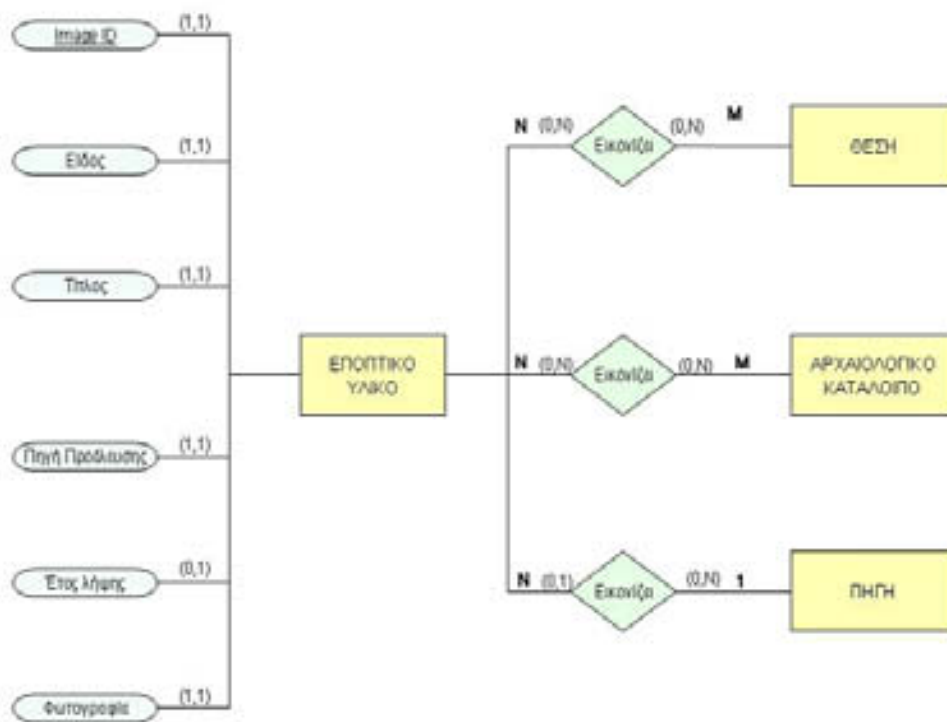 Image ID
(1,1)
Είδος
(1,1)
Τίτλος
(1,1)
Πηγή Προέλευσης
(1,1)
Έτος λήψης
(0,1)
(1,1)
ΕΠΟΠΤΙΚΟ
ΥΛΙΚΟ
N (0,N) Εικονίζει (0,N) M
ΘΕΣΗ
N (0,N) Εικονίζει (0,N) M
ΑΡΧΑΙΟΛΟΓΙΚΟ
ΚΑΤΑΛΟΙΠΟ
N (0,1) Εικονίζει (0,N) 1
ΠΗΓΗ